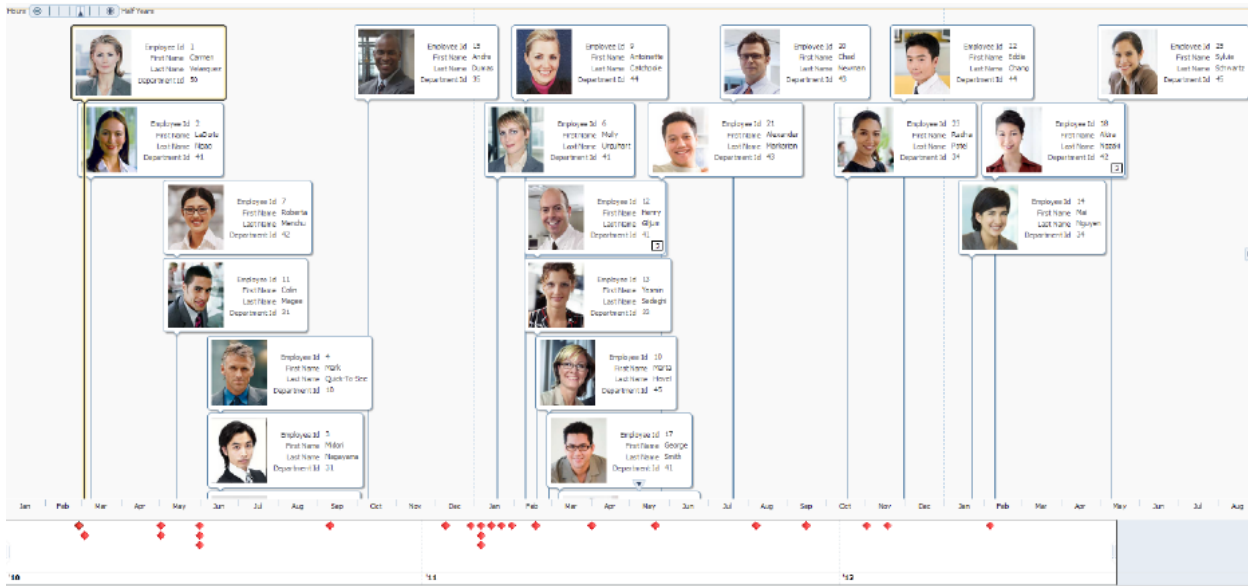 Hours
Half Years
Employee Id 1
First Name Carmen
Last Name Velasquez
Department Id 50
Employee Id 15
First Name Andre
Last Name Dumas
Department Id 35
Employee Id 9
First Name Antoinette
Last Name Catchpole
Department Id 44
Employee Id 20
First Name Chad
Last Name Newman
Department Id 43
Employee Id 22
First Name Eddie
Last Name Chang
Department Id 44
Employee Id 25
First Name Sylvie
Last Name Schwartz
Department Id 45
Employee Id 2
First Name LaDoris
Last Name
Department Id 41
Employee Id 6
First Name Molly
Last Name Urquhart
Department Id 41
Employee Id 21
First Name Alexander
Last Name Markarian
Department Id 43
Employee Id 23
First Name Radha
Last Name Patel
Department Id 34
Employee Id 18
First Name Akira
Last Name Nozaki
Department Id 42
Employee Id 7
First Name Roberta
Last Name Menchu
Department Id 42
Employee Id 12
First Name Henry
Last Name
Department Id 41
Employee Id 14
First Name Mai
Last Name Nguyen
Department Id 34
Employee Id 11
First Name Colin
Last Name Magee
Department Id 31
Employee Id 13
First Name Yasmin
Last Name Sedeghi
Department Id
Employee Id 4
First Name Mark
Last Name Quick-To-See
Department Id 10
Employee Id 10
First Name Marta
Last Name Havel
Department Id 45
Employee Id 3
First Name Midori
Last Name Nagayama
Department Id 31
Employee Id 17
First Name George
Last Name Smith
Department Id 41
Jan Feb Mar Apr May Jun Jul Aug Sep Oct Nov Dec Jan Feb Mar Apr May Jun Jul Aug Sep Oct Nov Dec Jan Feb Mar Apr May Jun Jul Aug
'10 '11 '12